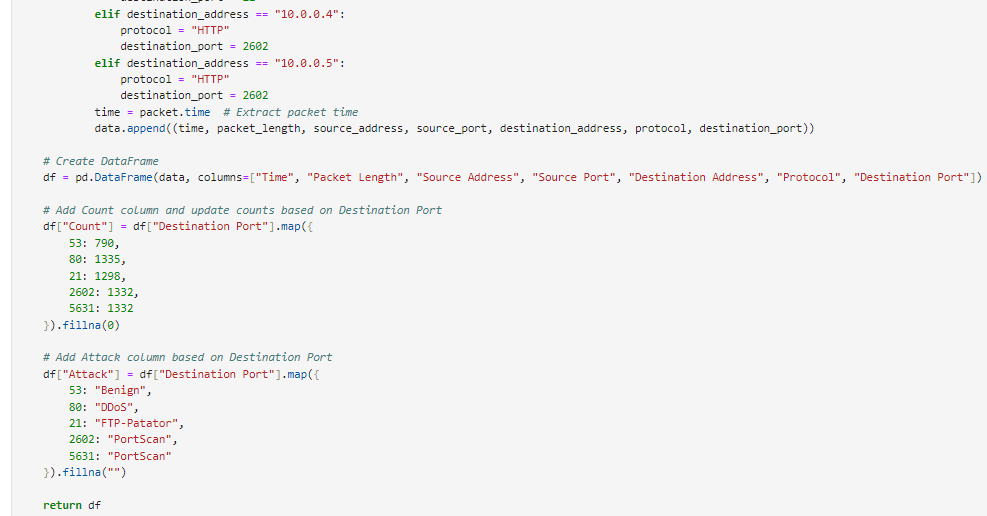 elif destination_address == "10.0.0.4":
            protocol = "HTTP"
            destination_port = 2602
        elif destination_address == "10.0.0.5":
            protocol = "HTTP"
            destination_port = 2602
        time = packet.time  # Extract packet time
        data.append((time, packet_length, source_address, source_port, destination_address, protocol, destination_port))

# Create DataFrame
df = pd.DataFrame(data, columns=["Time", "Packet Length", "Source Address", "Source Port", "Destination Address", "Protocol", "Destination Port"])

# Add Count column and update counts based on Destination Port
df["Count"] = df["Destination Port"].map({
    53: 790,
    80: 1335,
    21: 1298,
    2602: 1332,
    5631: 1332
}).fillna(0)

# Add Attack column based on Destination Port
df["Attack"] = df["Destination Port"].map({
    53: "Benign",
    80: "DDoS",
    21: "FTP-Patator",
    2602: "PortScan",
    5631: "PortScan"
}).fillna("")

return df